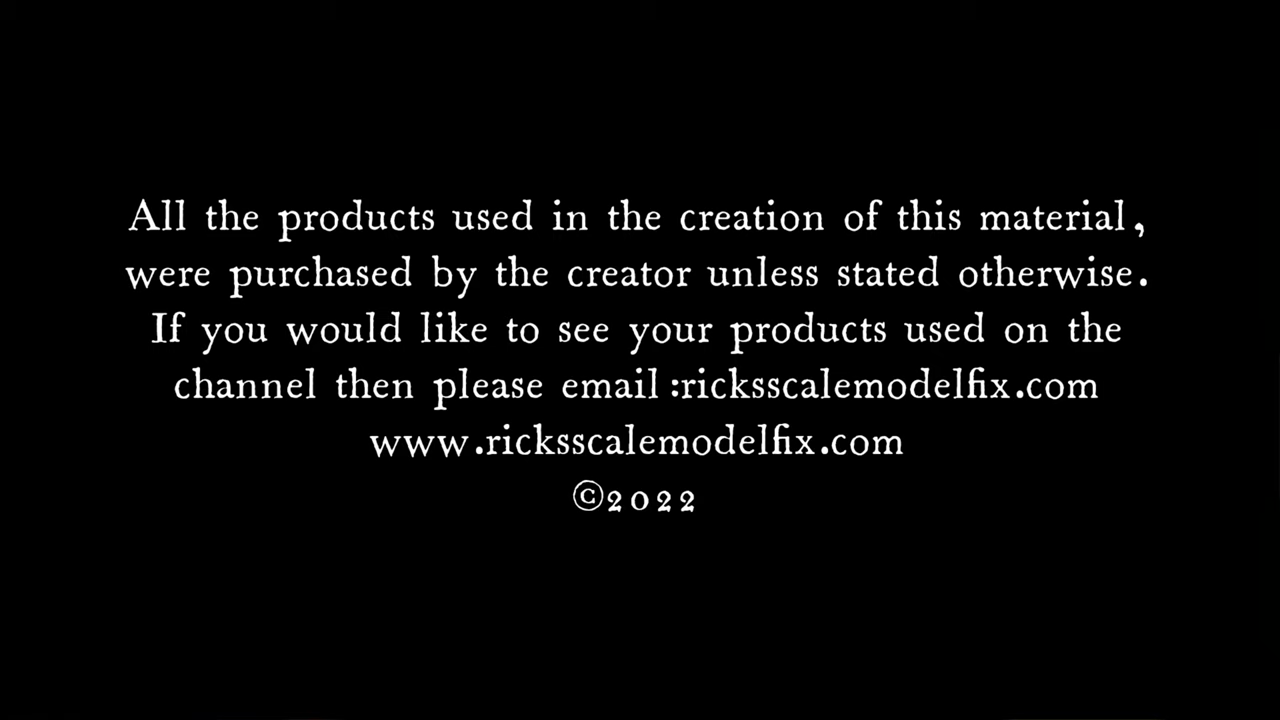 All the products used in the creation of this material,
were purchased by the creator unless stated otherwise.
If you would like to see your products used on the
channel then please email :ricksscalemodelfix.com
www.ricksscalemodelfix.com
©2022